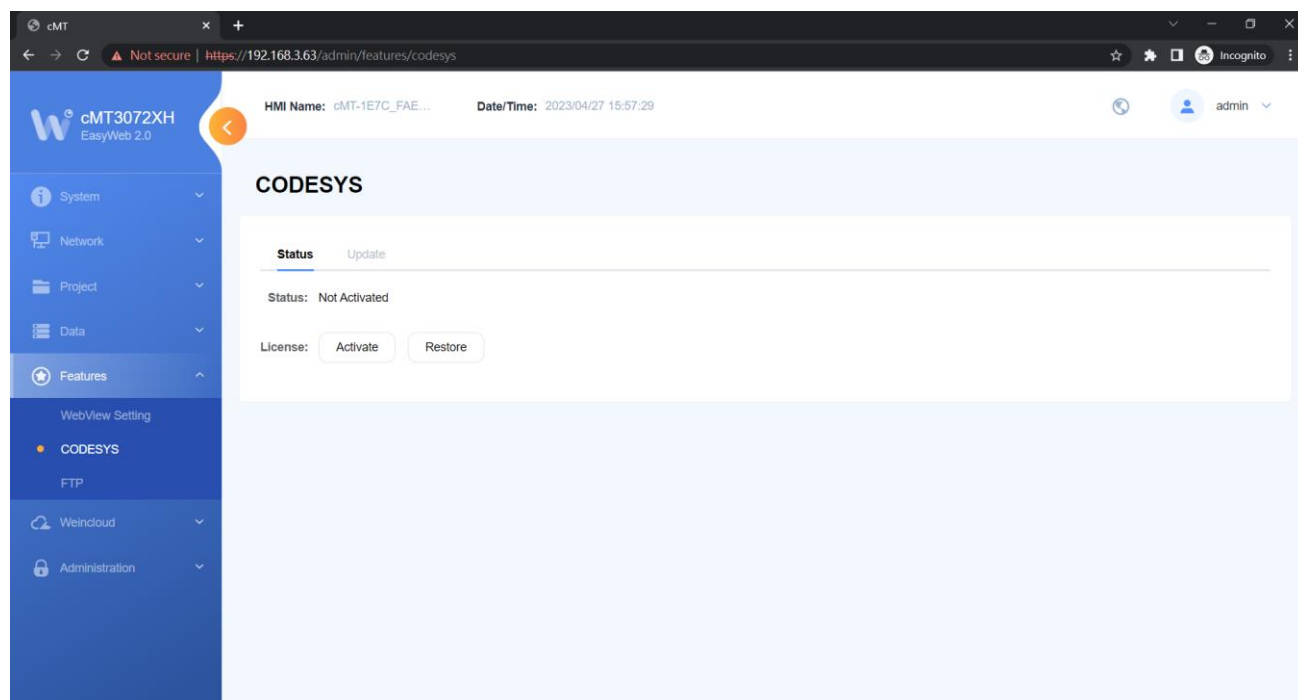 cMT
Not secure | https://192.168.3.63/admin/features/codesys
Incognito
cMT3072XH
EasyWeb 2.0
HMI Name: cMT-1E7C_FAE...
Date/Time: 2023/04/27 15:57:29
admin
System
Network
Project
Data
Features
WebView Setting
CODESYS
FTP
Weincloud
Administration
CODESYS
Status
Update
Status: Not Activated
License: Activate Restore